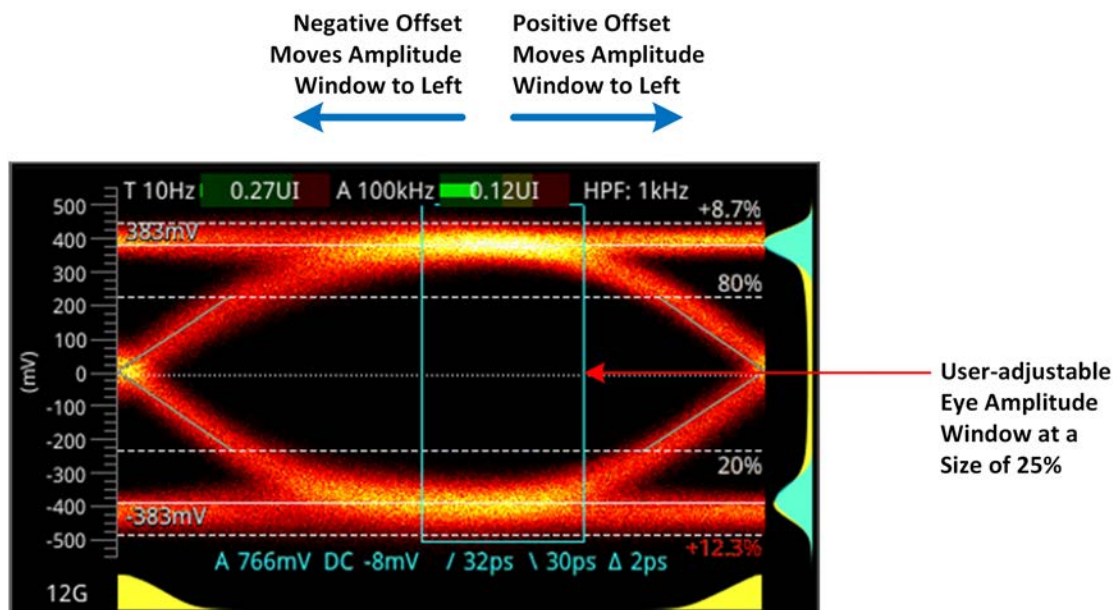 Negative Offset
Moves Amplitude
Window to Left
Positive Offset
Moves Amplitude
Window to Left
T 10Hz 0.27UI A 100kHz 0.12UI HPF: 1kHz
+8.7%
383mV
80%
20%
-383mV
+12.3%
500
400
300
200
100
0
-100
-200
-300
-400
-500
(mV)
A 766mV DC -8mV / 32ps \ 30ps Δ 2ps
12G
User-adjustable
Eye Amplitude
Window at a
Size of 25%